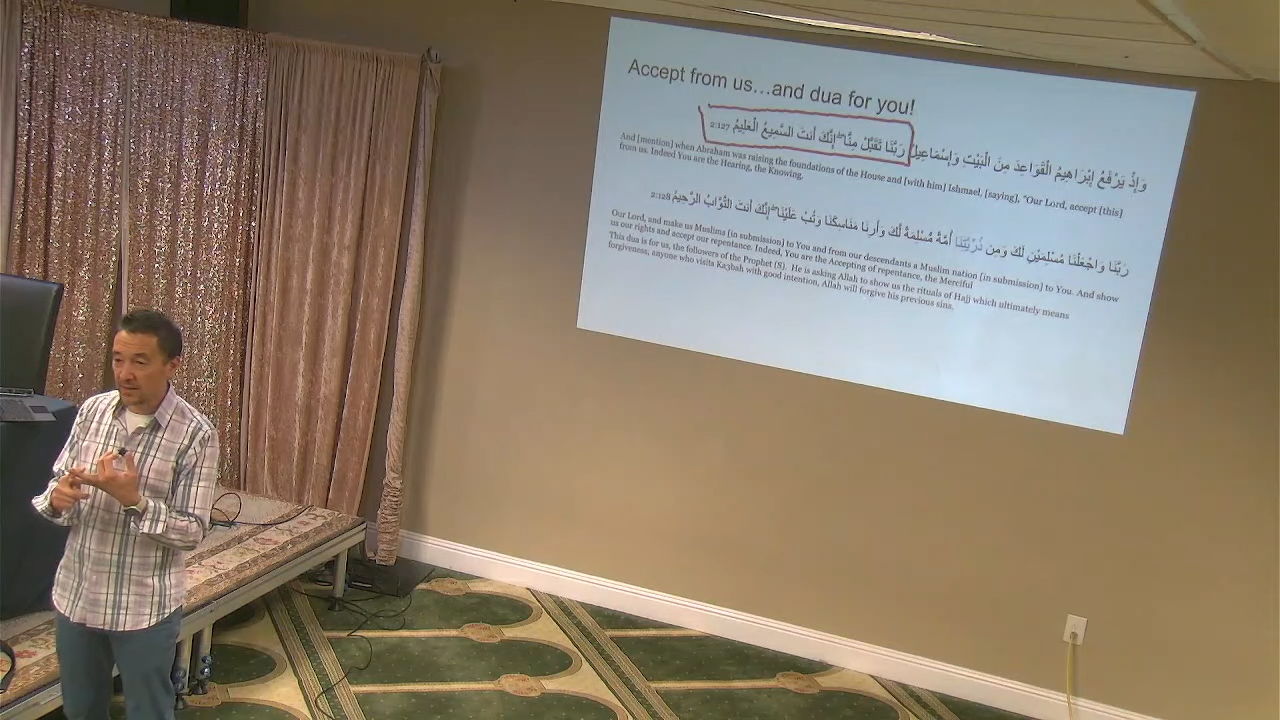 Accept from us…and dua for you!
وَإِذْ يَرْفَعُ إِبْرَاهِيمُ الْقَوَاعِدَ مِنَ الْبَيْتِ وَإِسْمَاعِيلُ رَبَّنَا تَقَبَّلْ مِنَّا ۖ إِنَّكَ أَنتَ السَّمِيعُ الْعَلِيمُ 2:127
And [mention] when Abraham was raising the foundations of the House and [with him] Ishmael, [saying], "Our Lord, accept [this]
from us. Indeed You are the Hearing, the Knowing.
رَبَّنَا وَاجْعَلْنَا مُسْلِمَيْنِ لَكَ وَمِن ذُرِّيَّتِنَا أُمَّةً مُّسْلِمَةً لَّكَ وَأَرِنَا مَنَاسِكَنَا وَتُبْ عَلَيْنَا ۖ إِنَّكَ أَنتَ التَّوَّابُ الرَّحِيمُ 2:128
Our Lord, and make us Muslims [in submission] to You and from our descendants a Muslim nation [in submission] to You. And show
us our rights and accept our repentance. Indeed, You are the Accepting of repentance, the Merciful
This dua is for us, the followers of the Prophet (S). He is asking Allah to show us the rituals of Hajj which ultimately means
forgiveness, anyone who visits Ka3bah with good intention, Allah will forgive his previous sins.